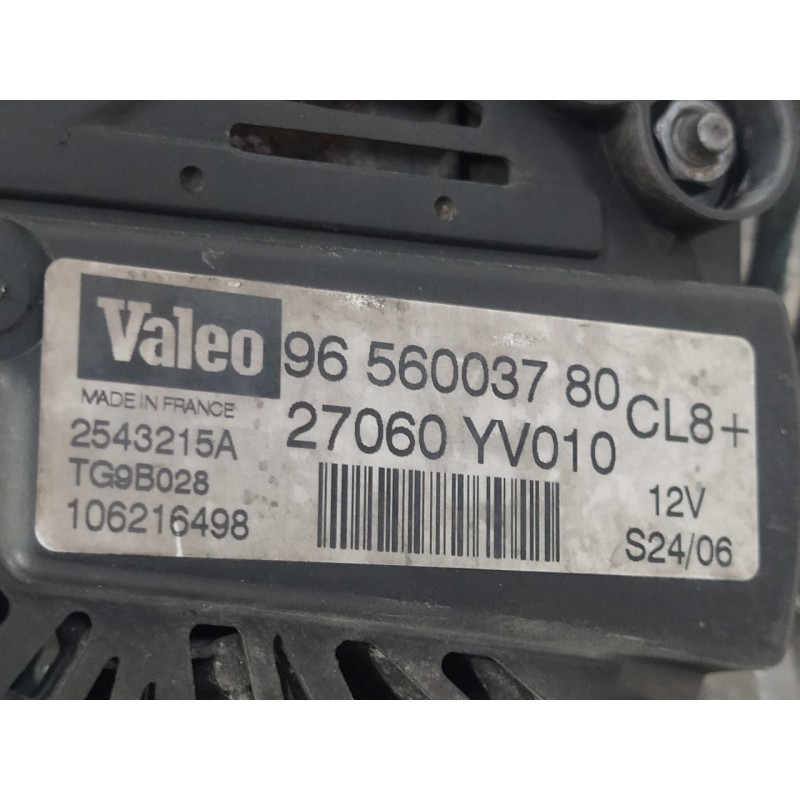 Valeo
96 560037 80
CL8+
MADE IN FRANCE
27060 YV010
2543215A
TG9B028
12V
106216498
S24/06